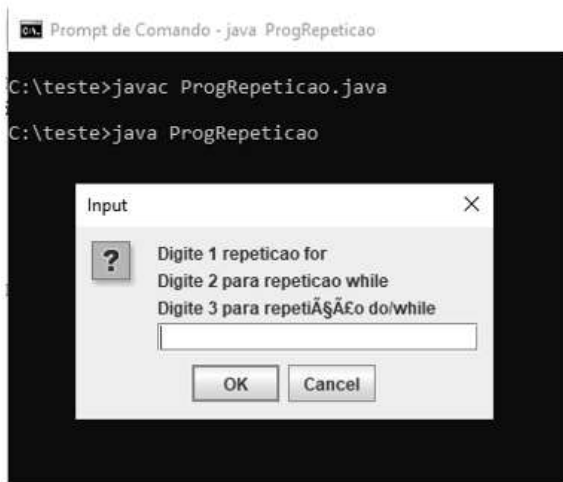 Prompt de Comando - java ProgRepeticao
C:\teste>javac ProgRepeticao.java
C:\teste>java ProgRepeticao
Input
?
Digite 1 repeticao for
Digite 2 para repeticao while
Digite 3 para repetiÃ§Ã£o do/while
OK
Cancel